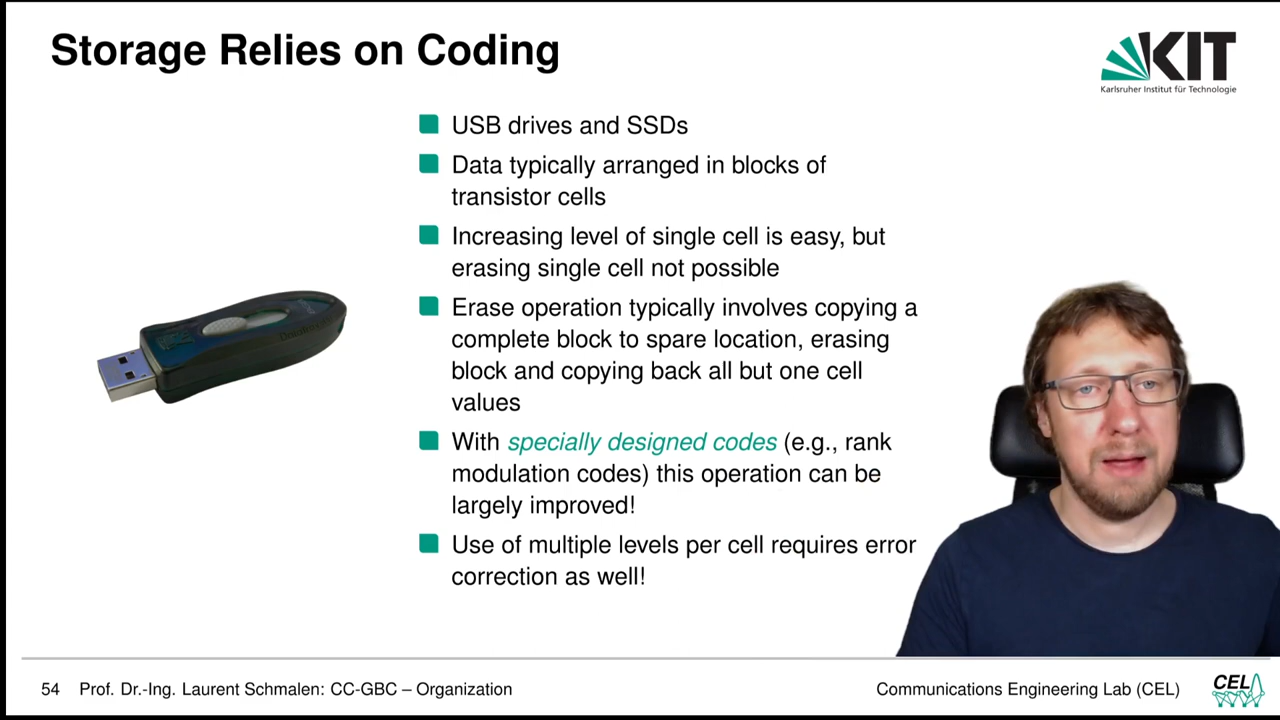 Storage Relies on Coding
KIT
Karlsruher Institut für Technologie
USB drives and SSDs
Data typically arranged in blocks of
transistor cells
Increasing level of single cell is easy, but
erasing single cell not possible
Erase operation typically involves copying a
complete block to spare location, erasing
block and copying back all but one cell
values
With specially designed codes (e.g., rank
modulation codes) this operation can be
largely improved!
Use of multiple levels per cell requires error
correction as well!
54 Prof. Dr.-Ing. Laurent Schmalen: CC-GBC – Organization
Communications Engineering Lab (CEL)
CEL